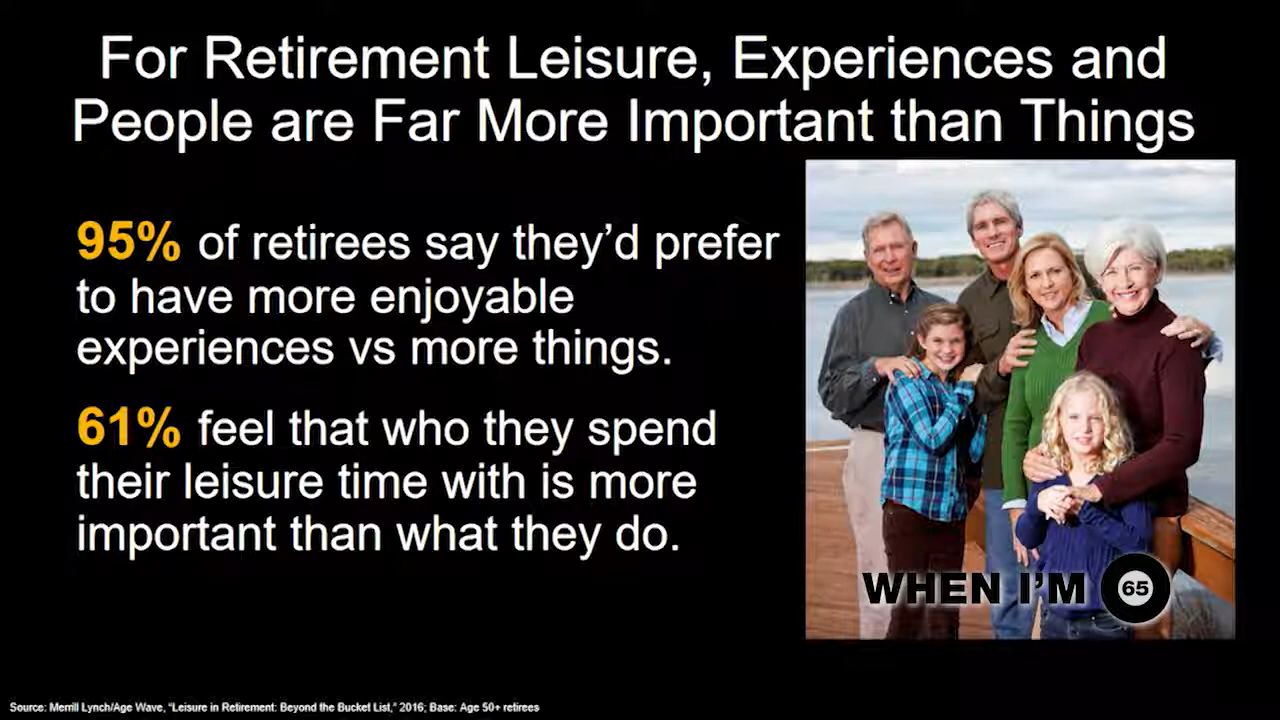 For Retirement Leisure, Experiences and
People are Far More Important than Things
95% of retirees say they’d prefer
to have more enjoyable
experiences vs more things.
61% feel that who they spend
their leisure time with is more
important than what they do.
WHEN I’M 65
Source: Merrill Lynch/Age Wave, “Leisure in Retirement: Beyond the Bucket List,” 2016; Base: Age 50+ retirees